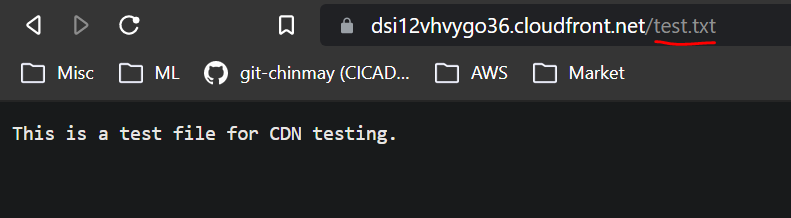 dsi12vhvygo36.cloudfront.net/test.txt
Misc ML git-chinmay (CICAD... AWS Market
This is a test file for CDN testing.